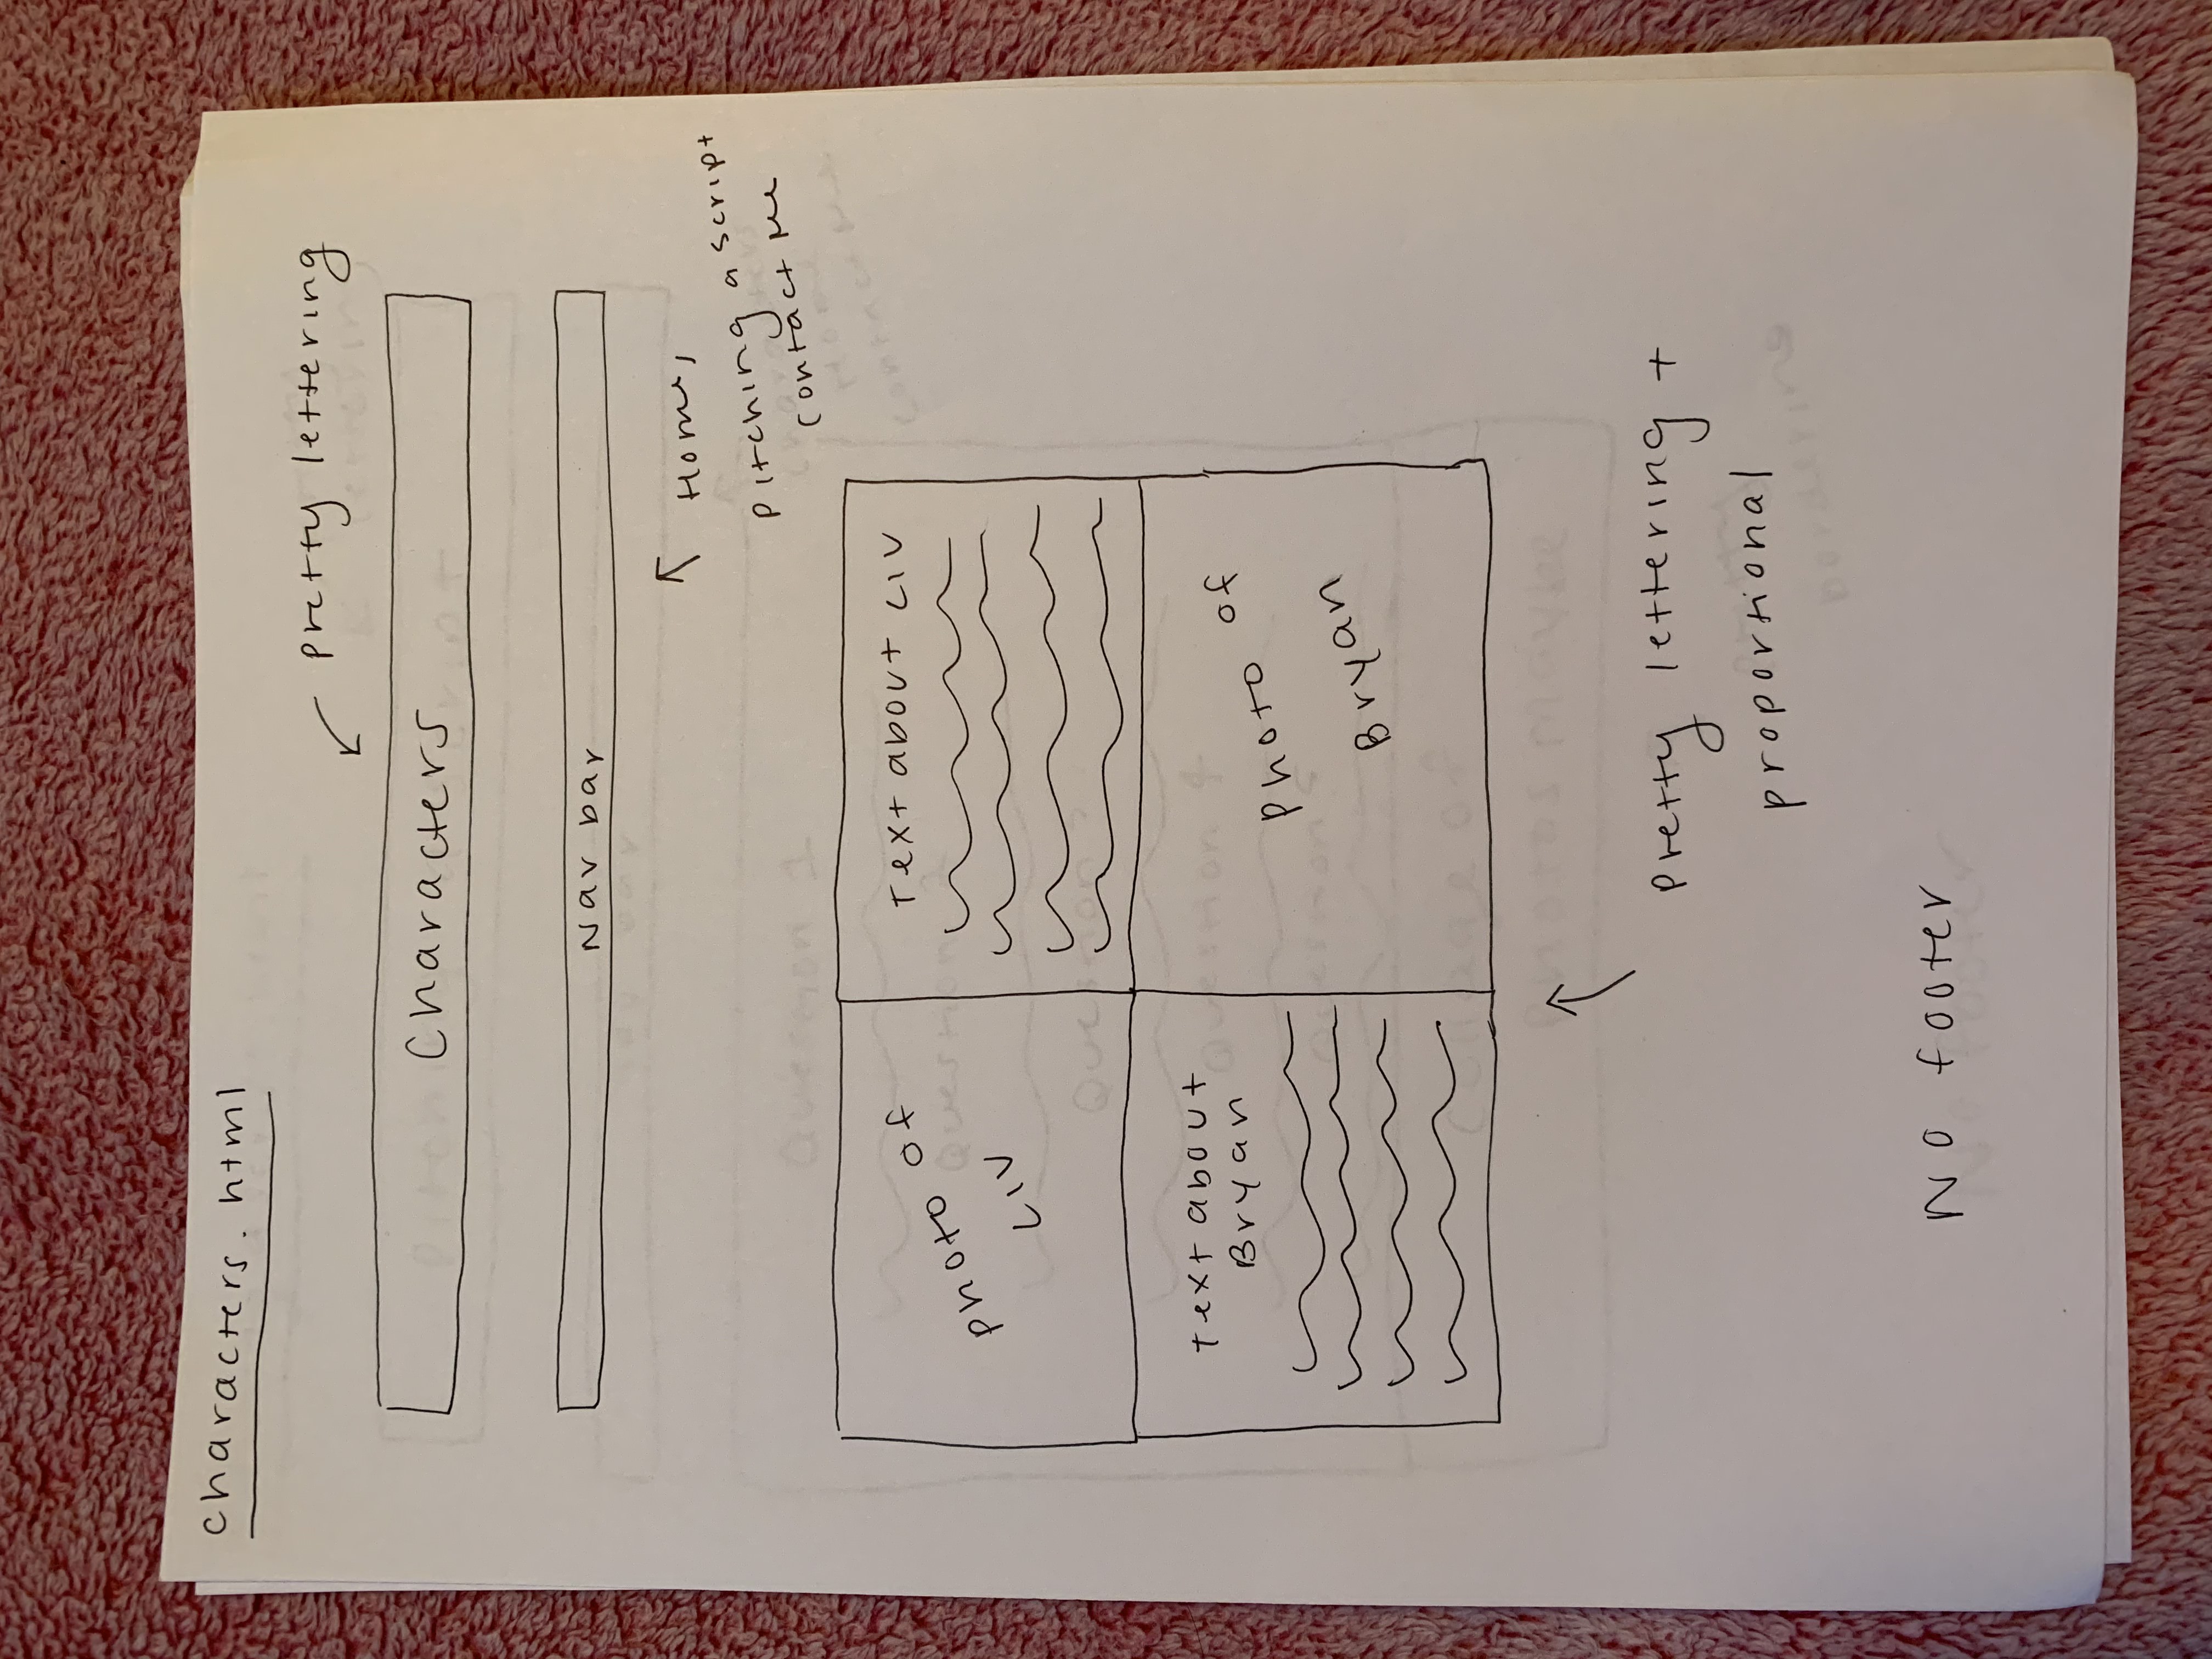 characters.html
pretty lettering
Characters
Nav bar
Home,
Pitching a script
Contact Me
photo of
LIV
Text about LIV
Text about
Bryan
Photo of
Bryan
Pretty lettering +
proportional
No footer